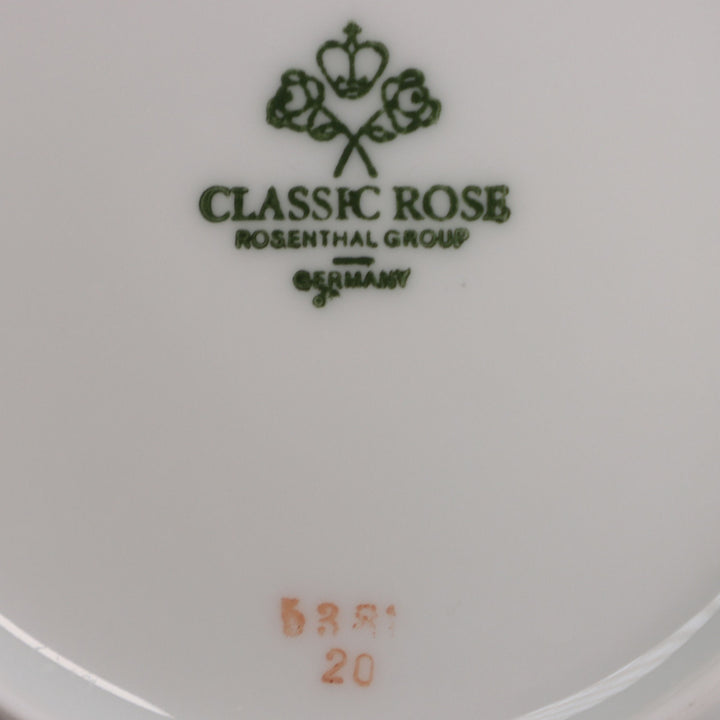 CLASSIC ROSE
ROSENTHAL GROUP
GERMANY
20